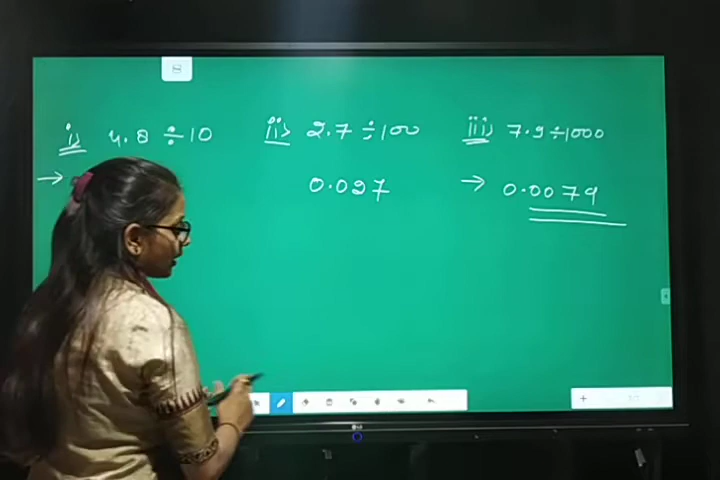 i) 4.8 ÷ 10
ii) 2.7 ÷ 100
iii) 7.9 ÷ 1000
→
0.027
→ 0.0079
LG